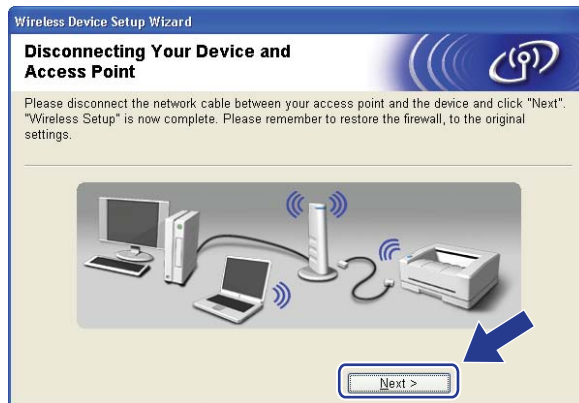 Wireless Device Setup Wizard
Disconnecting Your Device and
Access Point
Please disconnect the network cable between your access point and the device and click "Next".
"Wireless Setup" is now complete. Please remember to restore the firewall, to the original
settings.
Next >